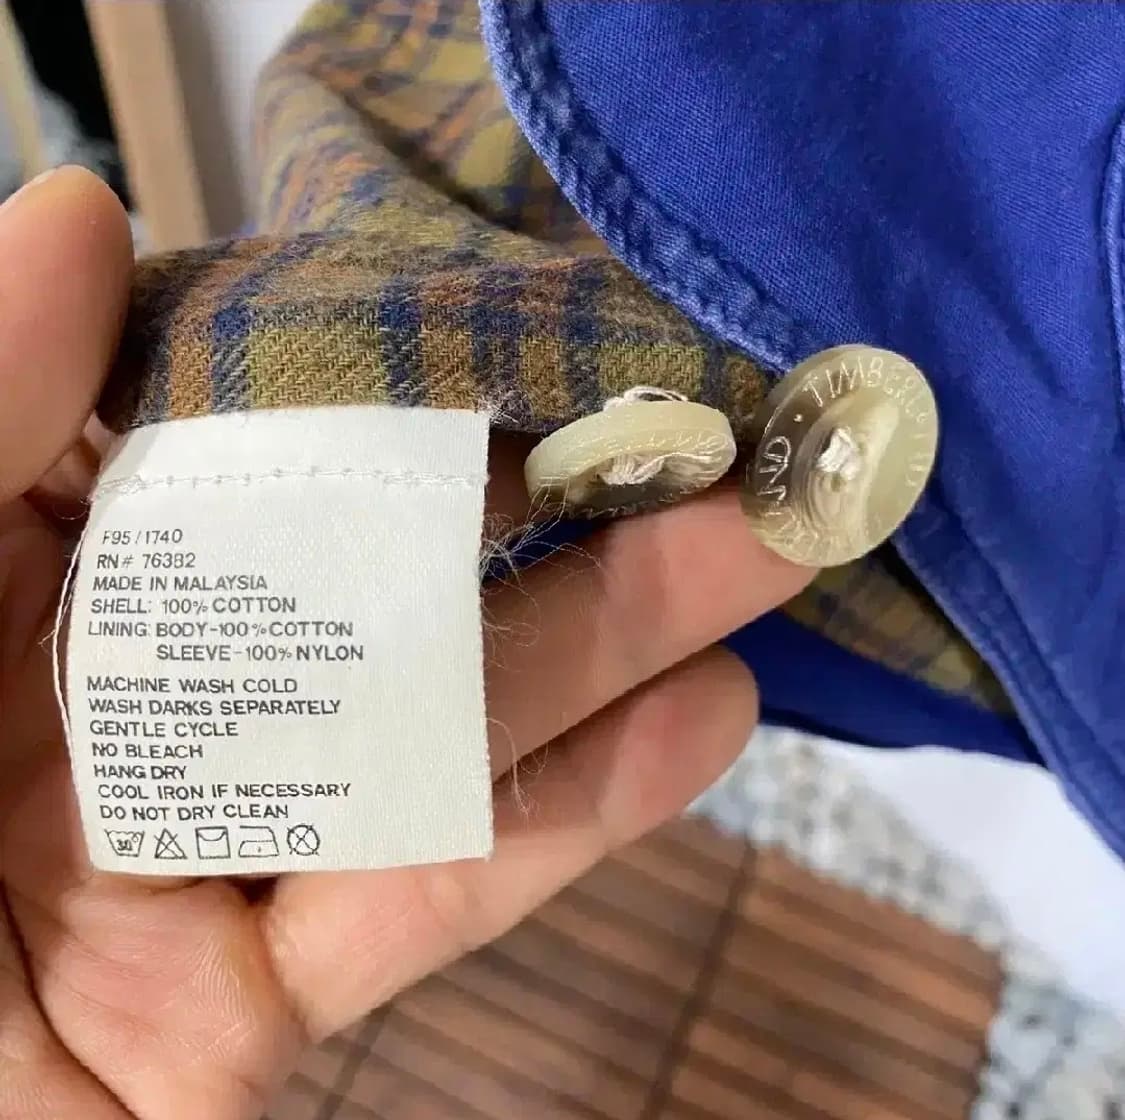 F95/1740
RN# 76382
MADE IN MALAYSIA
SHELL: 100% COTTON
LINING: BODY-100%COTTON
SLEEVE-100% NYLON
MACHINE WASH COLD
WASH DARKS SEPARATELY
GENTLE CYCLE
NO BLEACH
HANG DRY
COOL IRON IF NECESSARY
DO NOT DRY CLEAN
30°